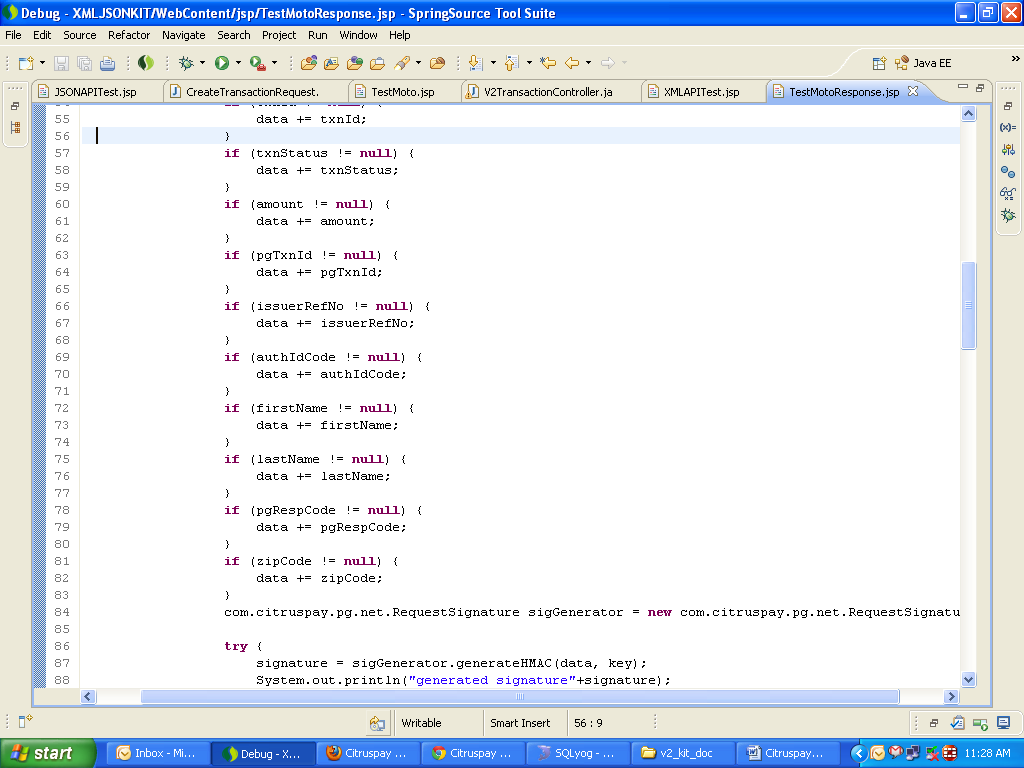 Debug - XMLJSONKIT/WebContent/jsp/TestMotoResponse.jsp - SpringSource Tool Suite
File Edit Source Refactor Navigate Search Project Run Window Help
Java EE
JSONAPITest.jsp CreateTransactionRequest. TestMoto.jsp V2TransactionController.ja XMLAPITest.jsp TestMotoResponse.jsp
55 data += txnId;
56 }
57 if (txnStatus != null) {
58 data += txnStatus;
59 }
60 if (amount != null) {
61 data += amount;
62 }
63 if (pgTxnId != null) {
64 data += pgTxnId;
65 }
66 if (issuerRefNo != null) {
67 data += issuerRefNo;
68 }
69 if (authIdCode != null) {
70 data += authIdCode;
71 }
72 if (firstName != null) {
73 data += firstName;
74 }
75 if (lastName != null) {
76 data += lastName;
77 }
78 if (pgRespCode != null) {
79 data += pgRespCode;
80 }
81 if (zipCode != null) {
82 data += zipCode;
83 }
84 com.citruspay.pg.net.RequestSignature sigGenerator = new com.citruspay.pg.net.RequestSignatu
85
86 try {
87 signature = sigGenerator.generateHMAC(data, key);
88 System.out.println("generated signature"+signature);
Writable Smart Insert 56 : 9
start Inbox - Mi... Debug - X... Citruspay ... Citruspay ... SQLyog - ... v2_kit_doc Citruspay... 11:28 AM